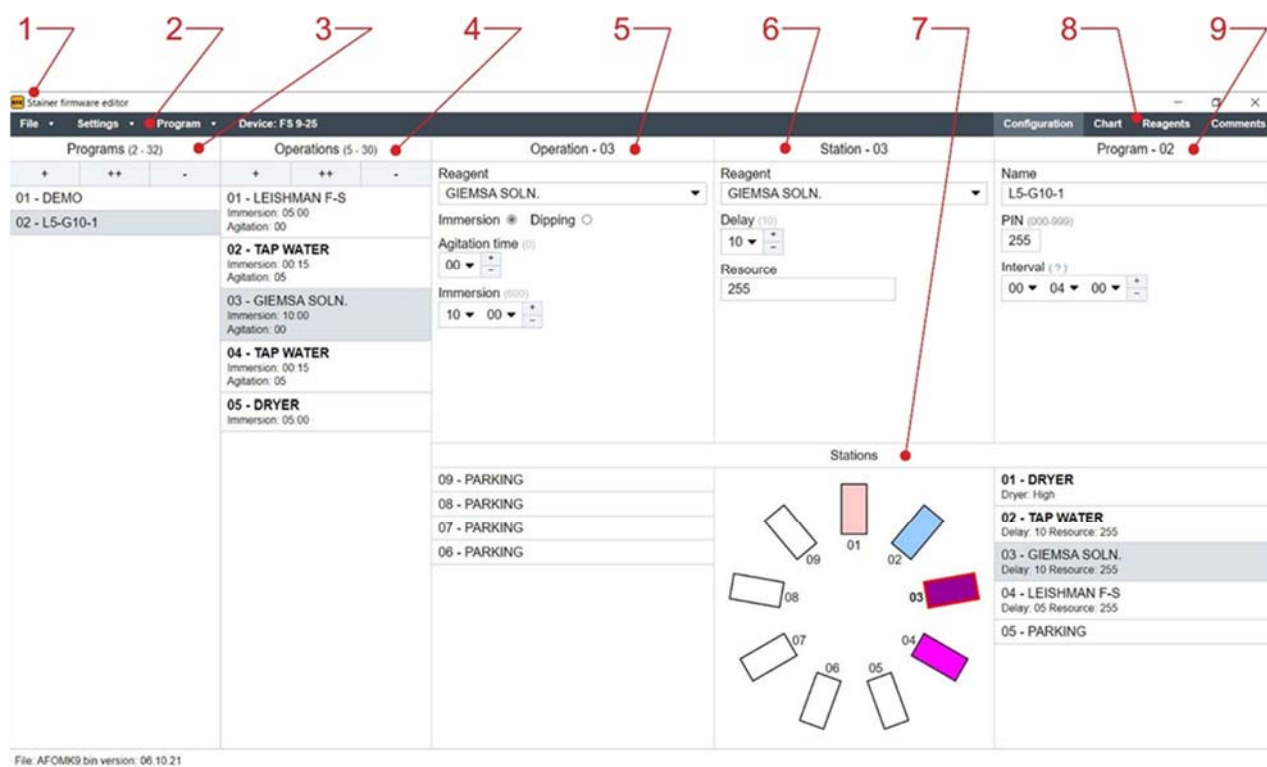 1 2 3 4 5 6 7 8 9
Stainer firmware editor
File Settings Program Device: FS 9-25 Configuration Chart Reagents Comments
Programs (2 - 32) Operations (5 - 30) Operation - 03 Station - 03 Program - 02
+ ++ - + ++ -
01 - DEMO
02 - L5-G10-1
01 - LEISHMAN F-S
Immersion: 05:00
Agitation: 00
02 - TAP WATER
Immersion: 00:15
Agitation: 05
03 - GIEMSA SOLN.
Immersion: 10:00
Agitation: 00
04 - TAP WATER
Immersion: 00:15
Agitation: 05
05 - DRYER
Immersion: 05:00
Reagent
GIEMSA SOLN.
Immersion Dipping
Agitation time (0)
00 + -
Immersion (600)
10 00 + -
Reagent
GIEMSA SOLN.
Delay (10)
10 + -
Resource
255
Name
L5-G10-1
PIN (000-999)
255
Interval (?)
00 04 00 + -
Stations
09 - PARKING
08 - PARKING
07 - PARKING
06 - PARKING
01
02
03
04
05
06
07
08
09
01 - DRYER
Dryer: High
02 - TAP WATER
Delay: 10 Resource: 255
03 - GIEMSA SOLN.
Delay: 10 Resource: 255
04 - LEISHMAN F-S
Delay: 05 Resource: 255
05 - PARKING
File: AFOMK9.bin version: 06.10.21